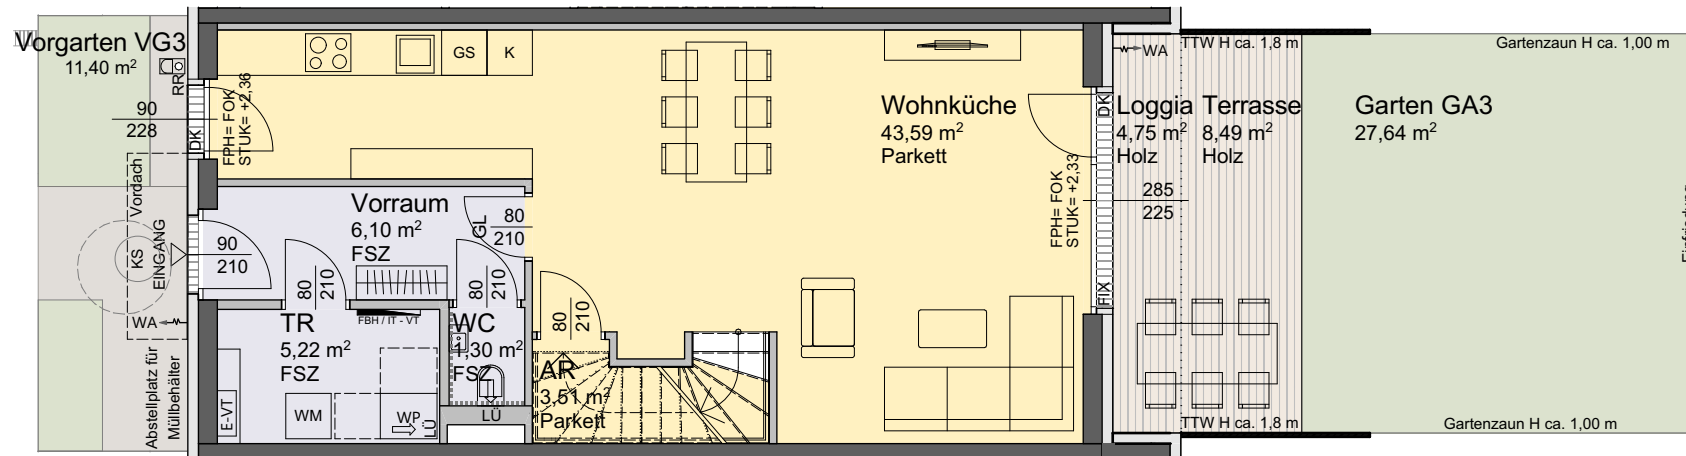 Vorgarten VG3
11,40 m²
RR
90
228
DK
FPH= FOK
STUK= +2,36
GS
K
Wohnküche
43,59 m²
Parkett
DK
FPH= FOK
STUK= +2,33
FIX
WA
TTW H ca. 1,8 m
Gartenzaun H ca. 1,00 m
Loggia
4,75 m²
Holz
Terrasse
8,49 m²
Holz
285
225
Garten GA3
27,64 m²
Vordach
KS
EINGANG
90
210
Vorraum
6,10 m²
FSZ
GL
80
210
80
210
80
210
80
210
WA
Abstellplatz für
Müllbehälter
TR
5,22 m²
FSZ
FBH / IT - VT
E-VT
WM
WP
LÜ
WC
1,30 m²
FSZ
LÜ
AR
3,51 m²
Parkett
TTW H ca. 1,8 m
Gartenzaun H ca. 1,00 m